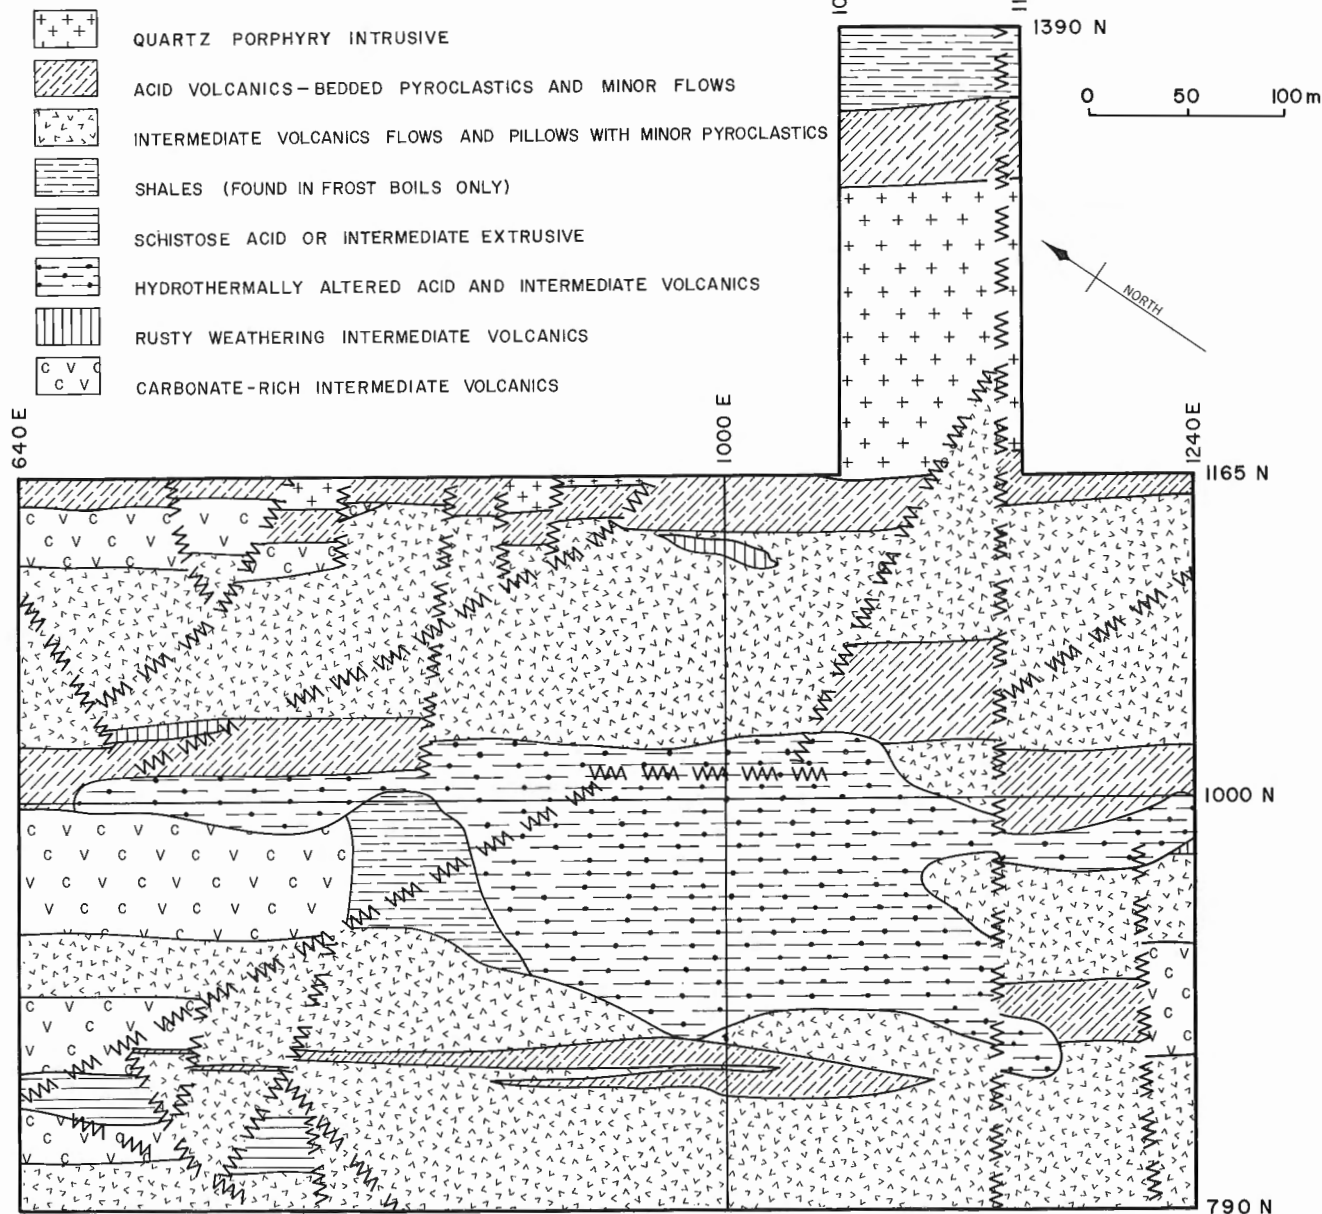 QUARTZ PORPHYRY INTRUSIVE
ACID VOLCANICS – BEDDED PYROCLASTICS AND MINOR FLOWS
INTERMEDIATE VOLCANICS FLOWS AND PILLOWS WITH MINOR PYROCLASTICS
SHALES (FOUND IN FROST BOILS ONLY)
SCHISTOSE ACID OR INTERMEDIATE EXTRUSIVE
HYDROTHERMALLY ALTERED ACID AND INTERMEDIATE VOLCANICS
RUSTY WEATHERING INTERMEDIATE VOLCANICS
CARBONATE-RICH INTERMEDIATE VOLCANICS
1390 N
0 50 100 m
NORTH
640 E
1000 E
1240 E
1165 N
1000 N
790 N